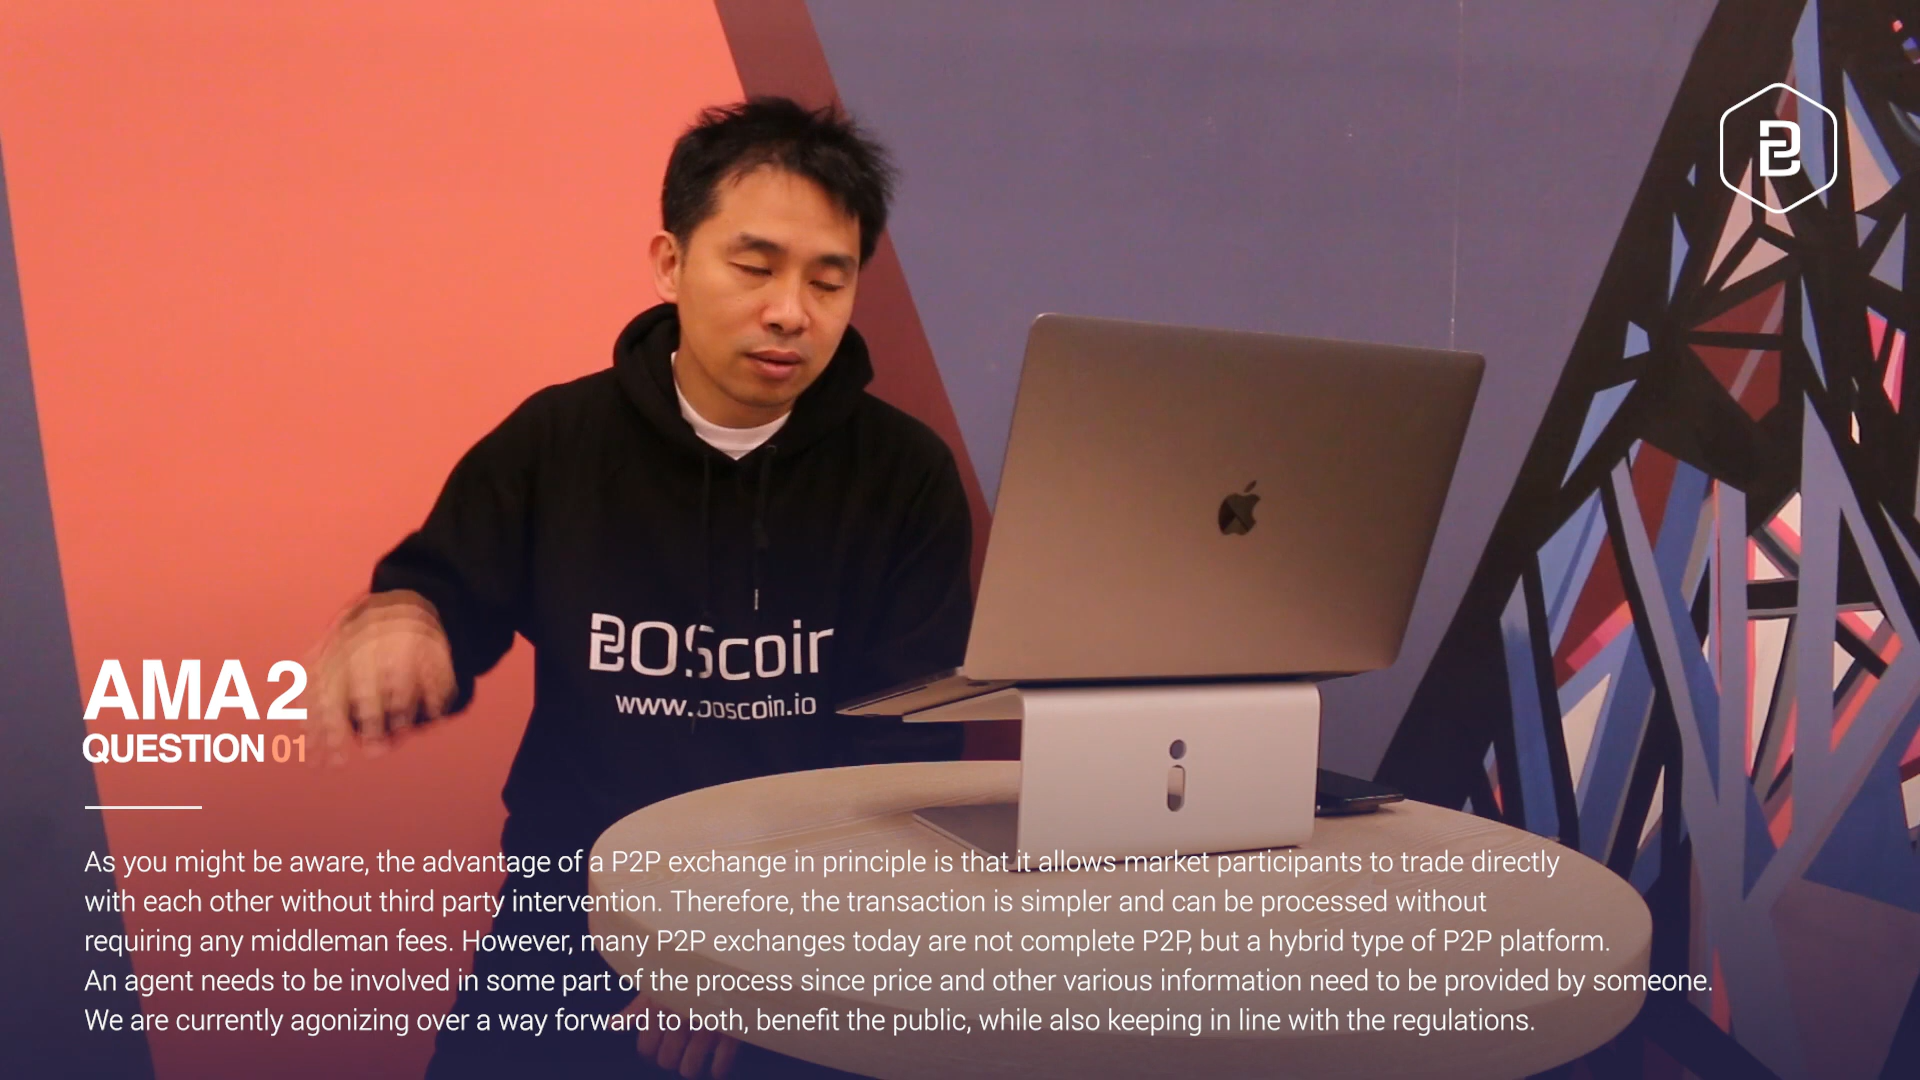 BOScoin
www.boscoin.io
AMA 2
QUESTION 01
As you might be aware, the advantage of a P2P exchange in principle is that it allows market participants to trade directly
with each other without third party intervention. Therefore, the transaction is simpler and can be processed without
requiring any middleman fees. However, many P2P exchanges today are not complete P2P, but a hybrid type of P2P platform.
An agent needs to be involved in some part of the process since price and other various information need to be provided by someone.
We are currently agonizing over a way forward to both, benefit the public, while also keeping in line with the regulations.